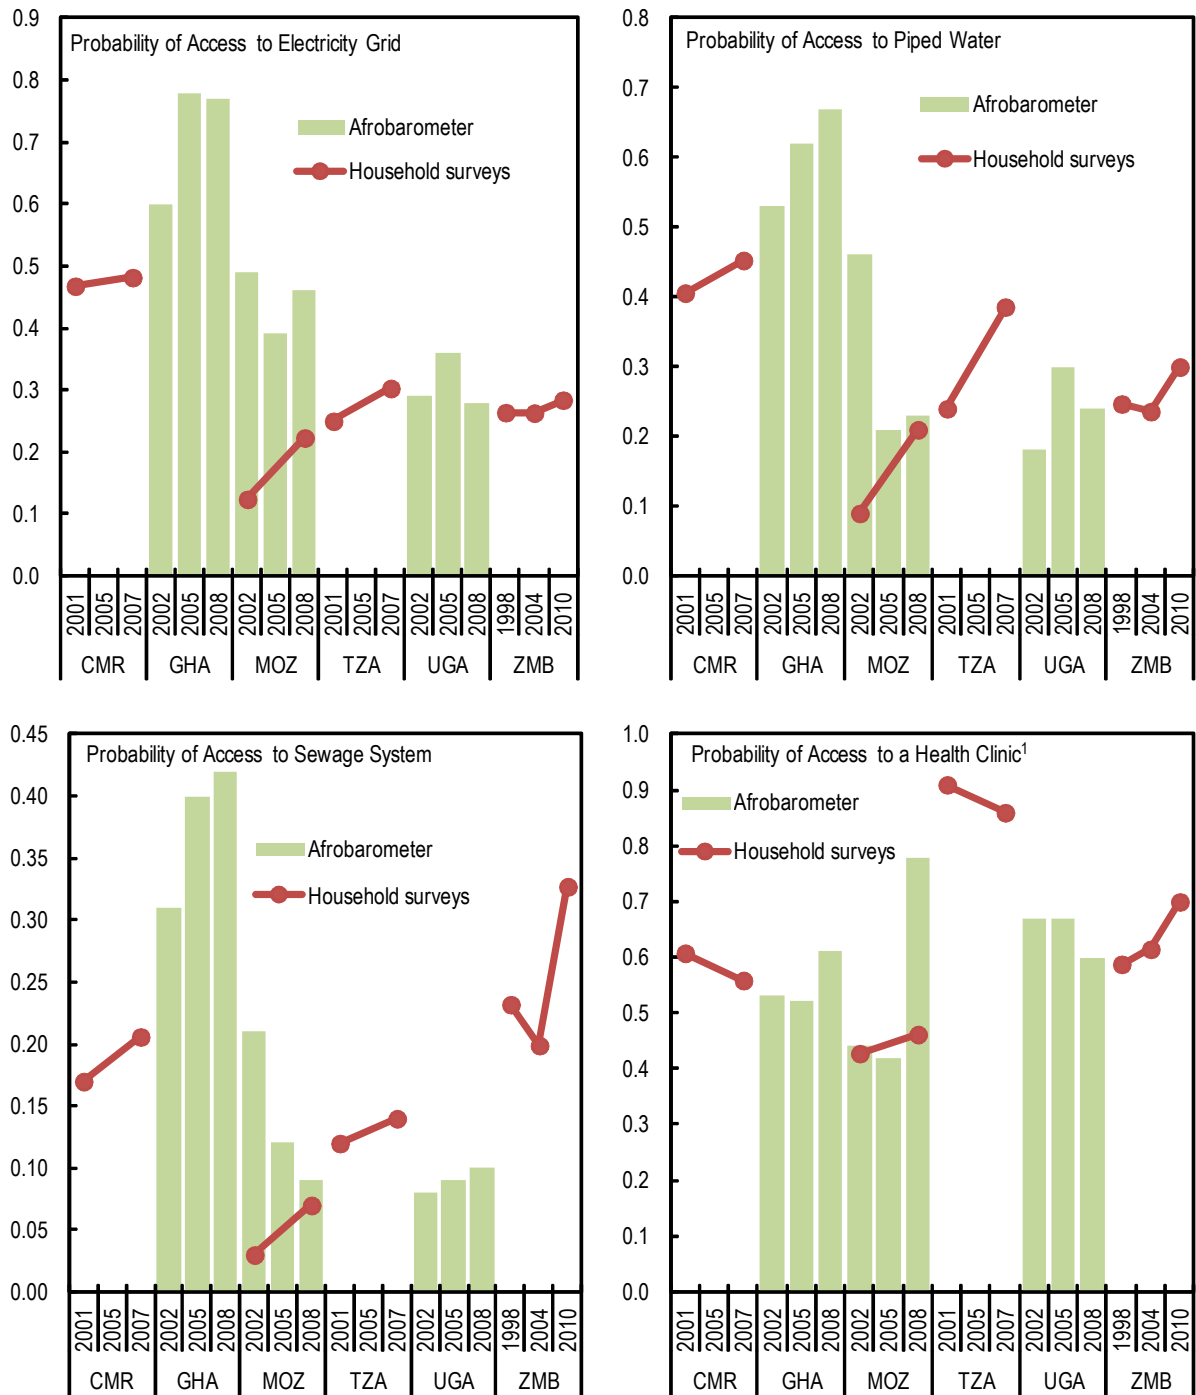 Probability of Access to Electricity Grid
Afrobarometer
Household surveys
0.9
0.8
0.7
0.6
0.5
0.4
0.3
0.2
0.1
0.0
2001 2005 2007 2002 2005 2008 2002 2005 2008 2001 2005 2007 2002 2005 2008 1998 2004 2010
CMR GHA MOZ TZA UGA ZMB
Probability of Access to Piped Water
Afrobarometer
Household surveys
0.8
0.7
0.6
0.5
0.4
0.3
0.2
0.1
0.0
2001 2005 2007 2002 2005 2008 2002 2005 2008 2001 2005 2007 2002 2005 2008 1998 2004 2010
CMR GHA MOZ TZA UGA ZMB
Probability of Access to Sewage System
Afrobarometer
Household surveys
0.45
0.40
0.35
0.30
0.25
0.20
0.15
0.10
0.05
0.00
2001 2005 2007 2002 2005 2008 2002 2005 2008 2001 2005 2007 2002 2005 2008 1998 2004 2010
CMR GHA MOZ TZA UGA ZMB
Probability of Access to a Health Clinic¹
Afrobarometer
Household surveys
1.0
0.9
0.8
0.7
0.6
0.5
0.4
0.3
0.2
0.1
0.0
2001 2005 2007 2002 2005 2008 2002 2005 2008 2001 2005 2007 2002 2005 2008 1998 2004 2010
CMR GHA MOZ TZA UGA ZMB